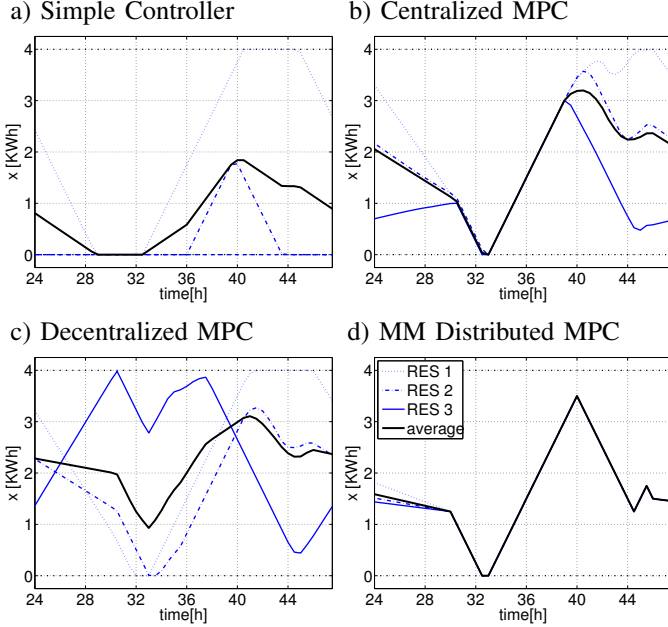 a) Simple Controller
b) Centralized MPC
4
3
2
1
0
x [KWh]
24 28 32 36 40 44
time[h]
4
3
2
1
0
x [KWh]
24 28 32 36 40 44
time[h]
c) Decentralized MPC
d) MM Distributed MPC
4
3
2
1
0
x [KWh]
24 28 32 36 40 44
time[h]
4
3
2
1
0
x [KWh]
RES 1
RES 2
RES 3
average
24 28 32 36 40 44
time[h]